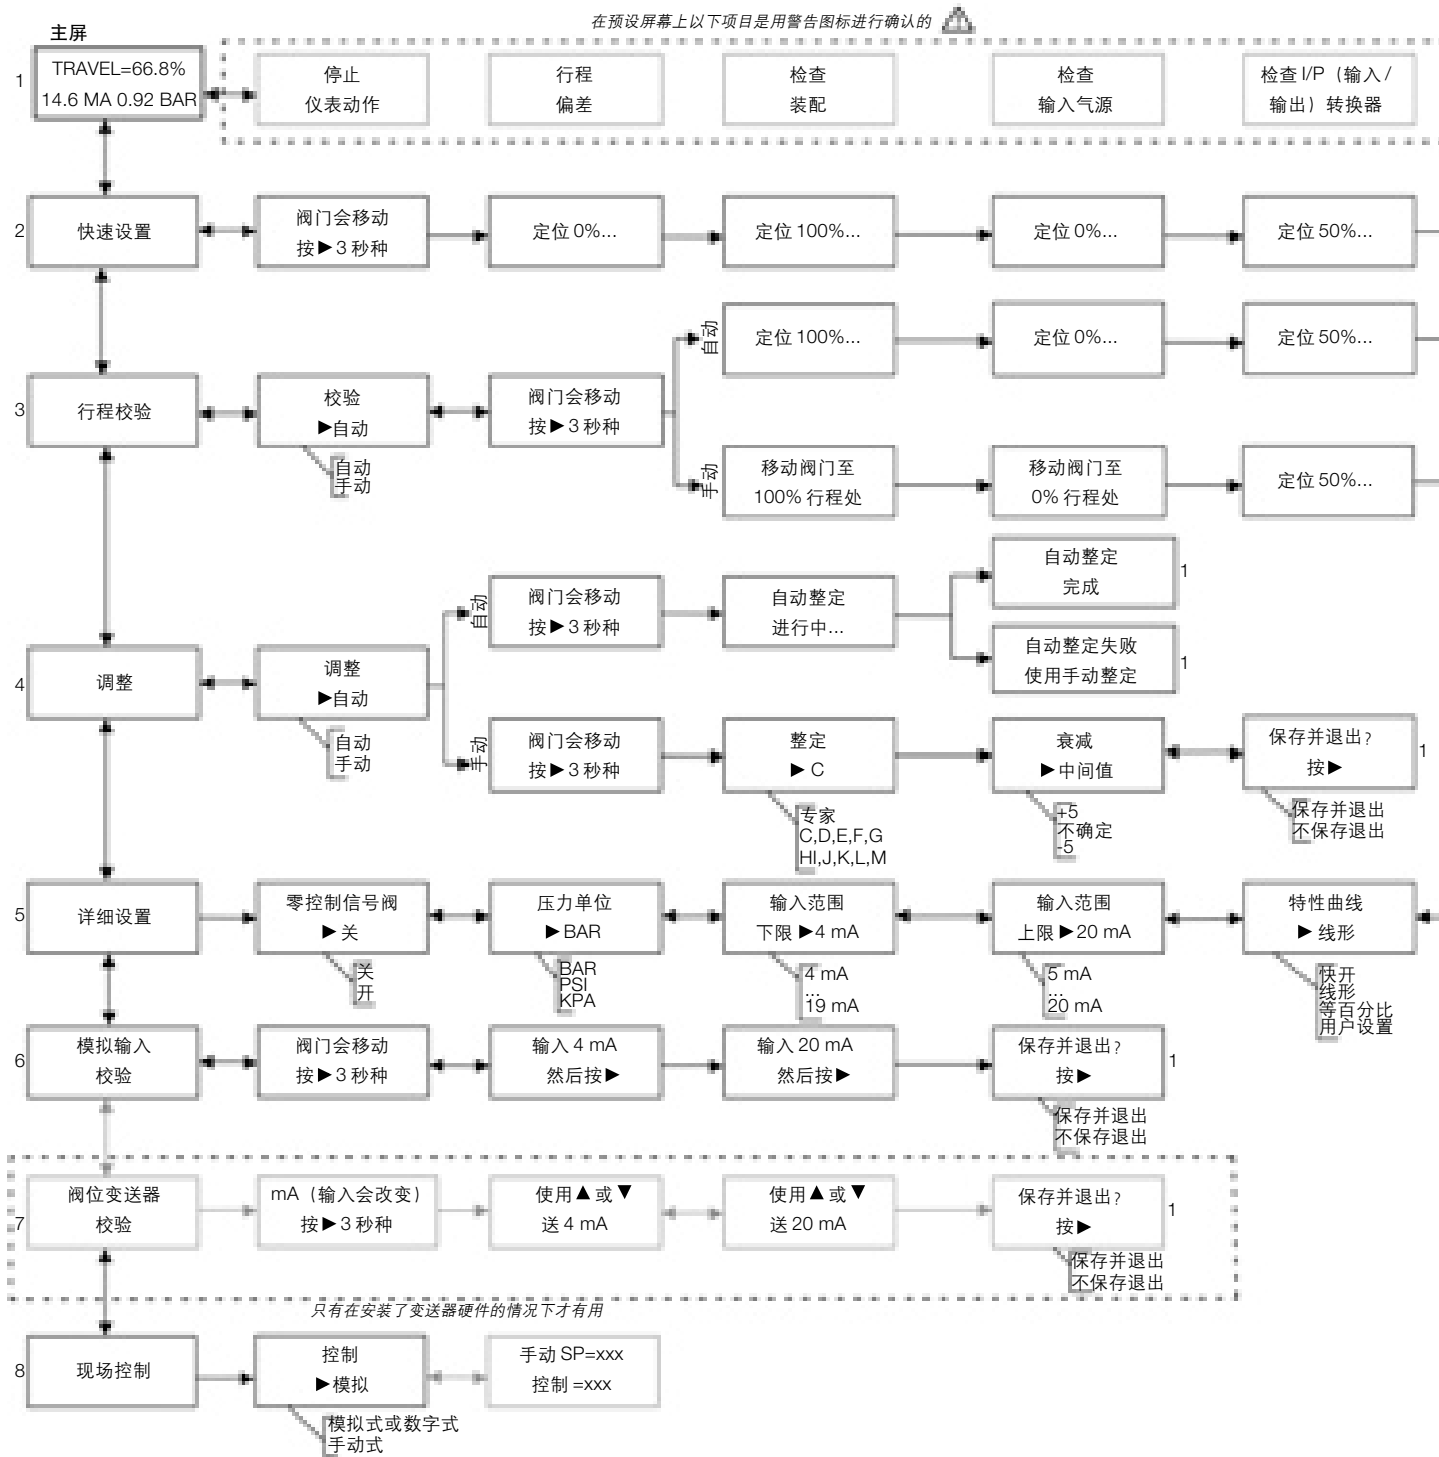 在预设屏幕上以下项目是用警告图标进行确认的
主屏
1
TRAVEL=66.8%
14.6 MA 0.92 BAR
停止
仪表动作
行程
偏差
检查
装配
检查
输入气源
检查 I/P（输入 /
输出）转换器
2
快速设置
阀门会移动
按▶3 秒种
定位 0%...
定位 100%...
定位 0%...
定位 50%...
3
行程校验
校验
▶自动
自动
手动
阀门会移动
按▶3 秒种
自动
定位 100%...
定位 0%...
定位 50%...
手动
移动阀门至
100% 行程处
移动阀门至
0% 行程处
定位 50%...
4
调整
调整
▶自动
自动
手动
自动
阀门会移动
按▶3 秒种
自动整定
进行中...
自动整定
完成
1
自动整定失败
使用手动整定
1
手动
阀门会移动
按▶3 秒种
整定
▶ C
专家
C,D,E,F,G
HI,J,K,L,M
衰减
▶中间值
+5
不确定
-5
保存并退出?
按▶
1
保存并退出
不保存退出
5
详细设置
零控制信号阀
▶ 关
关
开
压力单位
▶ BAR
BAR
PSI
KPA
输入范围
下限 ▶4 mA
4 mA
...
19 mA
输入范围
上限 ▶20 mA
5 mA
...
20 mA
特性曲线
▶ 线形
快开
线形
等百分比
用户设置
6
模拟输入
校验
阀门会移动
按▶3 秒种
输入 4 mA
然后按▶
输入 20 mA
然后按▶
保存并退出?
按▶
1
保存并退出
不保存退出
7
阀位变送器
校验
mA（输入会改变）
按▶3 秒种
使用▲或▼
送 4 mA
使用▲或▼
送 20 mA
保存并退出?
按▶
1
保存并退出
不保存退出
只有在安装了变送器硬件的情况下才有用
8
现场控制
控制
▶模拟
模拟式或数字式
手动式
手动 SP=xxx
控制 =xxx